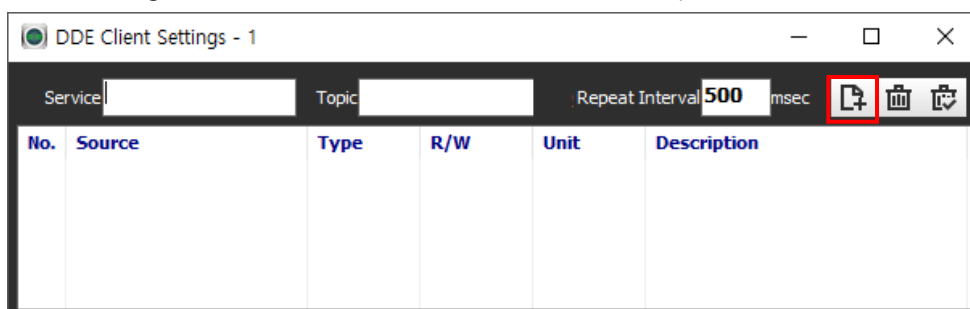 DDE Client Settings - 1
Service Topic Repeat Interval 500 msec
No. Source Type R/W Unit Description